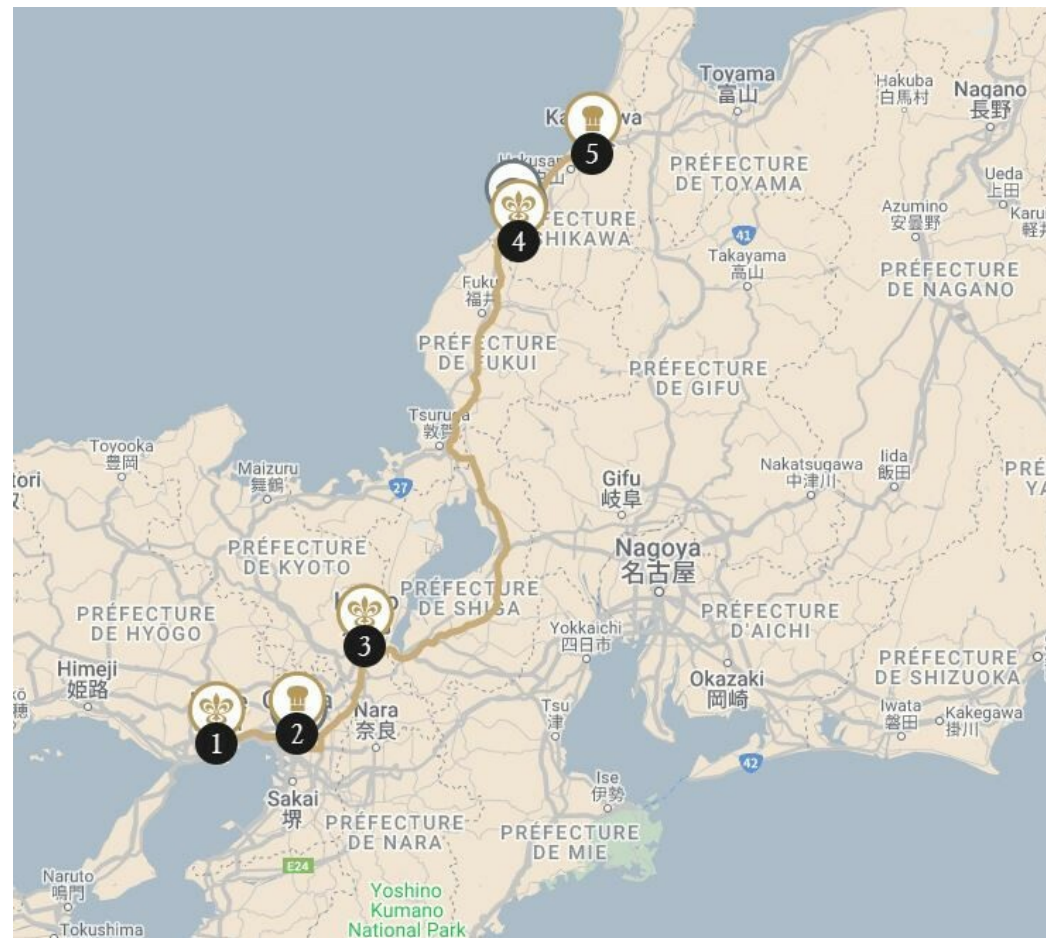 Toyama
富山
Hakuba
白馬村
Nagano
長野
5
PRÉFECTURE
DE TOYAMA
Ueda
上田
Azumino
安曇野
4
41
Takayama
高山
PRÉFECTURE
DE NAGANO
福井
PRÉFECTURE
DE FUKUI
PRÉFECTURE
DE GIFU
Toyooka
豊岡
Maizuru
舞鶴
27
Gifu
岐阜
Nakatsugawa
中津川
Iida
飯田
PRÉFECTURE
DE KYOTO
Nagoya
名古屋
PRÉFECTURE
DE HYŌGO
PRÉFECTURE
DE SHIGA
3
Yokkaichi
四日市
PRÉFECTURE
D'AICHI
Himeji
姫路
Okazaki
岡崎
PRÉFECTURE
DE SHIZUOKA
1
2
Nara
奈良
Tsu
津
Iwata
磐田
Kakegawa
掛川
42
Sakai
堺
Ise
伊勢
PRÉFECTURE
DE NARA
PRÉFECTURE
DE MIE
E24
Naruto
鳴門
Yoshino
Kumano
National Park
Tokushima